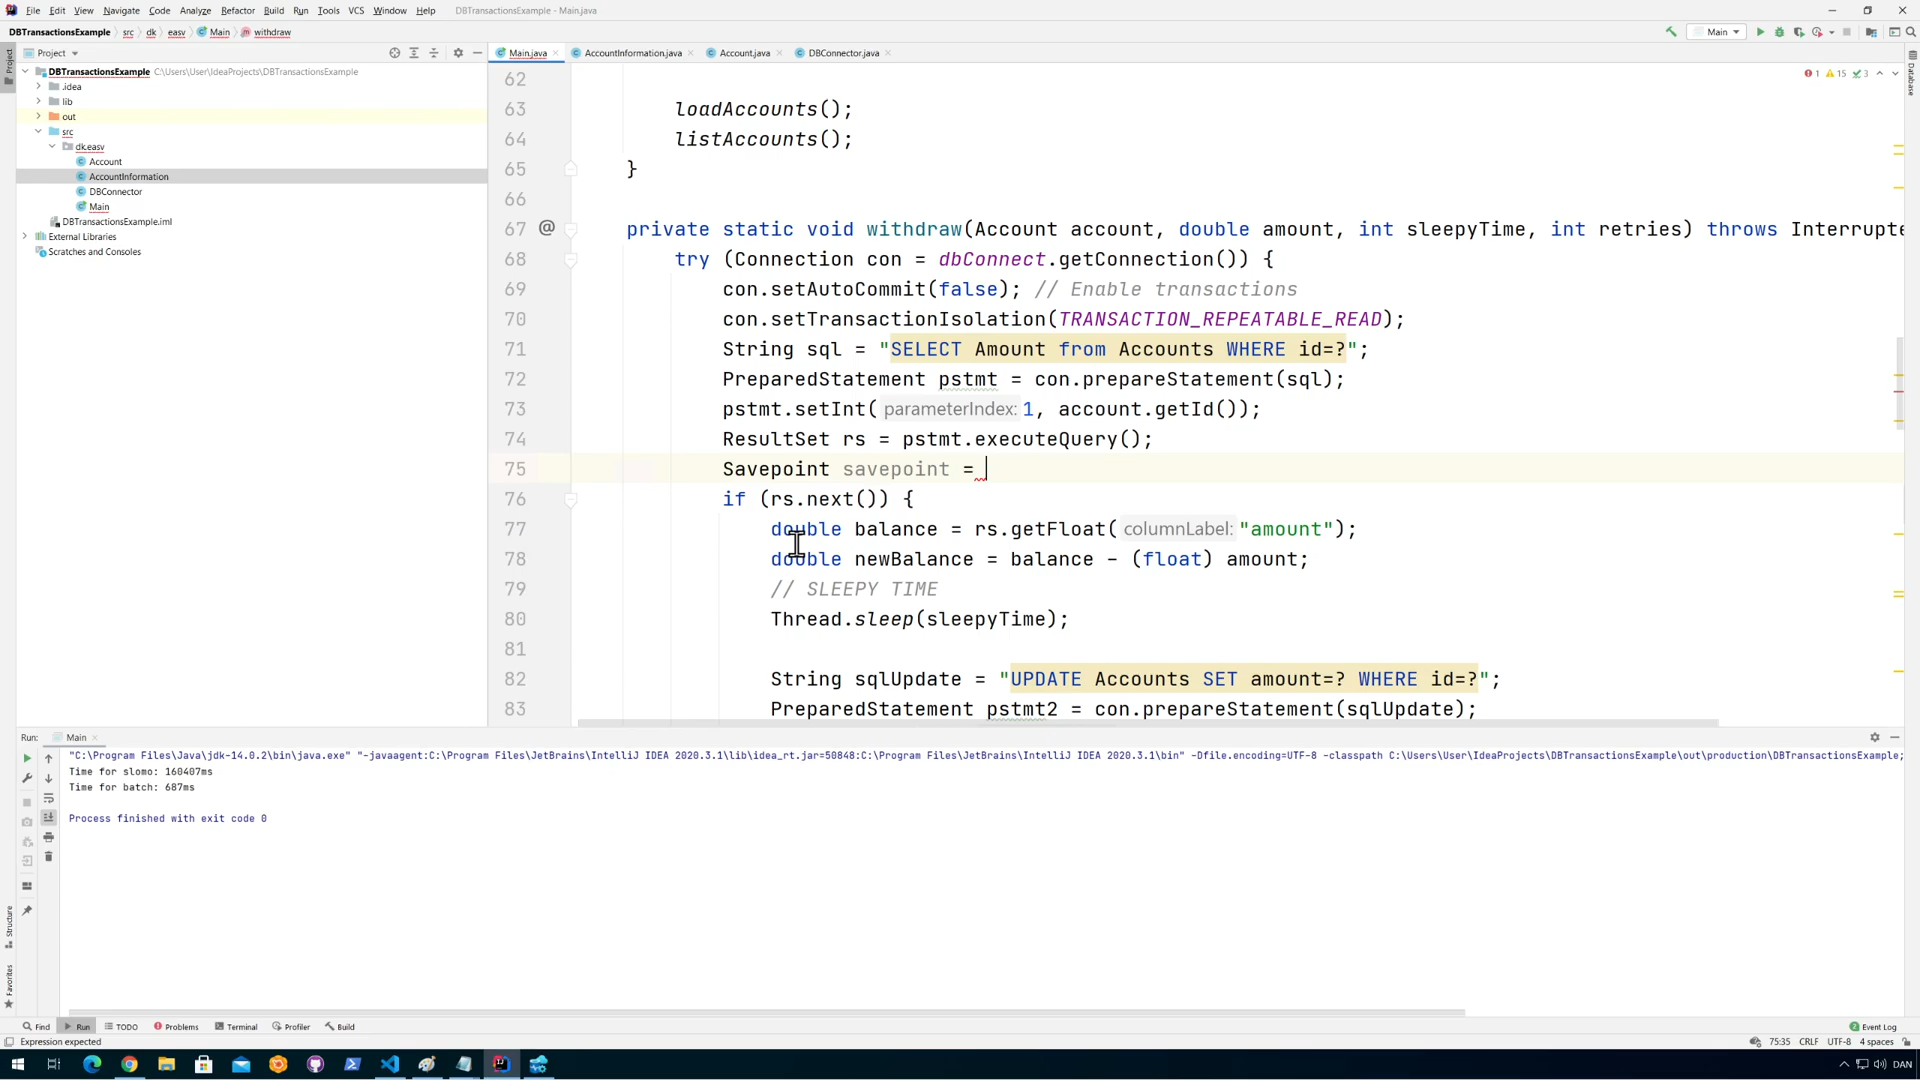 File Edit View Navigate Code Analyze Refactor Build Run Tools VCS Window Help DBTransactionsExample - Main.java
DBTransactionsExample src dk easv Main withdraw Main
Project
Main.java AccountInformation.java Account.java DBConnector.java
DBTransactionsExample C:\Users\User\IdeaProjects\DBTransactionsExample
.idea
lib
out
src
dk.easv
Account
AccountInformation
DBConnector
Main
DBTransactionsExample.iml
External Libraries
Scratches and Consoles
Project
Structure
Favorites
Database
1 15 3
62
63 loadAccounts();
64 listAccounts();
65 }
66
67 @ private static void withdraw(Account account, double amount, int sleepyTime, int retries) throws Interrupte
68 try (Connection con = dbConnect.getConnection()) {
69 con.setAutoCommit(false); // Enable transactions
70 con.setTransactionIsolation(TRANSACTION_REPEATABLE_READ);
71 String sql = "SELECT Amount from Accounts WHERE id=?";
72 PreparedStatement pstmt = con.prepareStatement(sql);
73 pstmt.setInt( parameterIndex: 1, account.getId());
74 ResultSet rs = pstmt.executeQuery();
75 Savepoint savepoint =
76 if (rs.next()) {
77 double balance = rs.getFloat( columnLabel: "amount");
78 double newBalance = balance - (float) amount;
79 // SLEEPY TIME
80 Thread.sleep(sleepyTime);
81
82 String sqlUpdate = "UPDATE Accounts SET amount=? WHERE id=?";
83 PreparedStatement pstmt2 = con.prepareStatement(sqlUpdate);
Run: Main
"C:\Program Files\Java\jdk-14.0.2\bin\java.exe" "-javaagent:C:\Program Files\JetBrains\IntelliJ IDEA 2020.3.1\lib\idea_rt.jar=50848:C:\Program Files\JetBrains\IntelliJ IDEA 2020.3.1\bin" -Dfile.encoding=UTF-8 -classpath C:\Users\User\IdeaProjects\DBTransactionsExample\out\production\DBTransactionsExample;
Time for slomo: 160407ms
Time for batch: 687ms
Process finished with exit code 0
Find Run TODO Problems Terminal Profiler Build Event Log
Expression expected 75:35 CRLF UTF-8 4 spaces
DAN